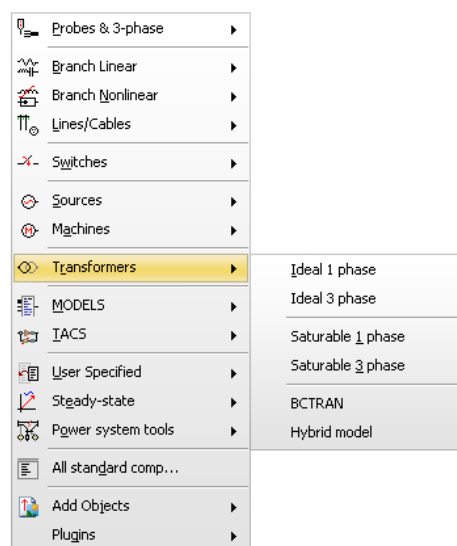 Probes & 3-phase
Branch Linear
Branch Nonlinear
Lines/Cables
Switches
Sources
Machines
Transformers
Ideal 1 phase
Ideal 3 phase
Saturable 1 phase
Saturable 3 phase
BCTRAN
Hybrid model
MODELS
TACS
User Specified
Steady-state
Power system tools
All standard comp...
Add Objects
Plugins